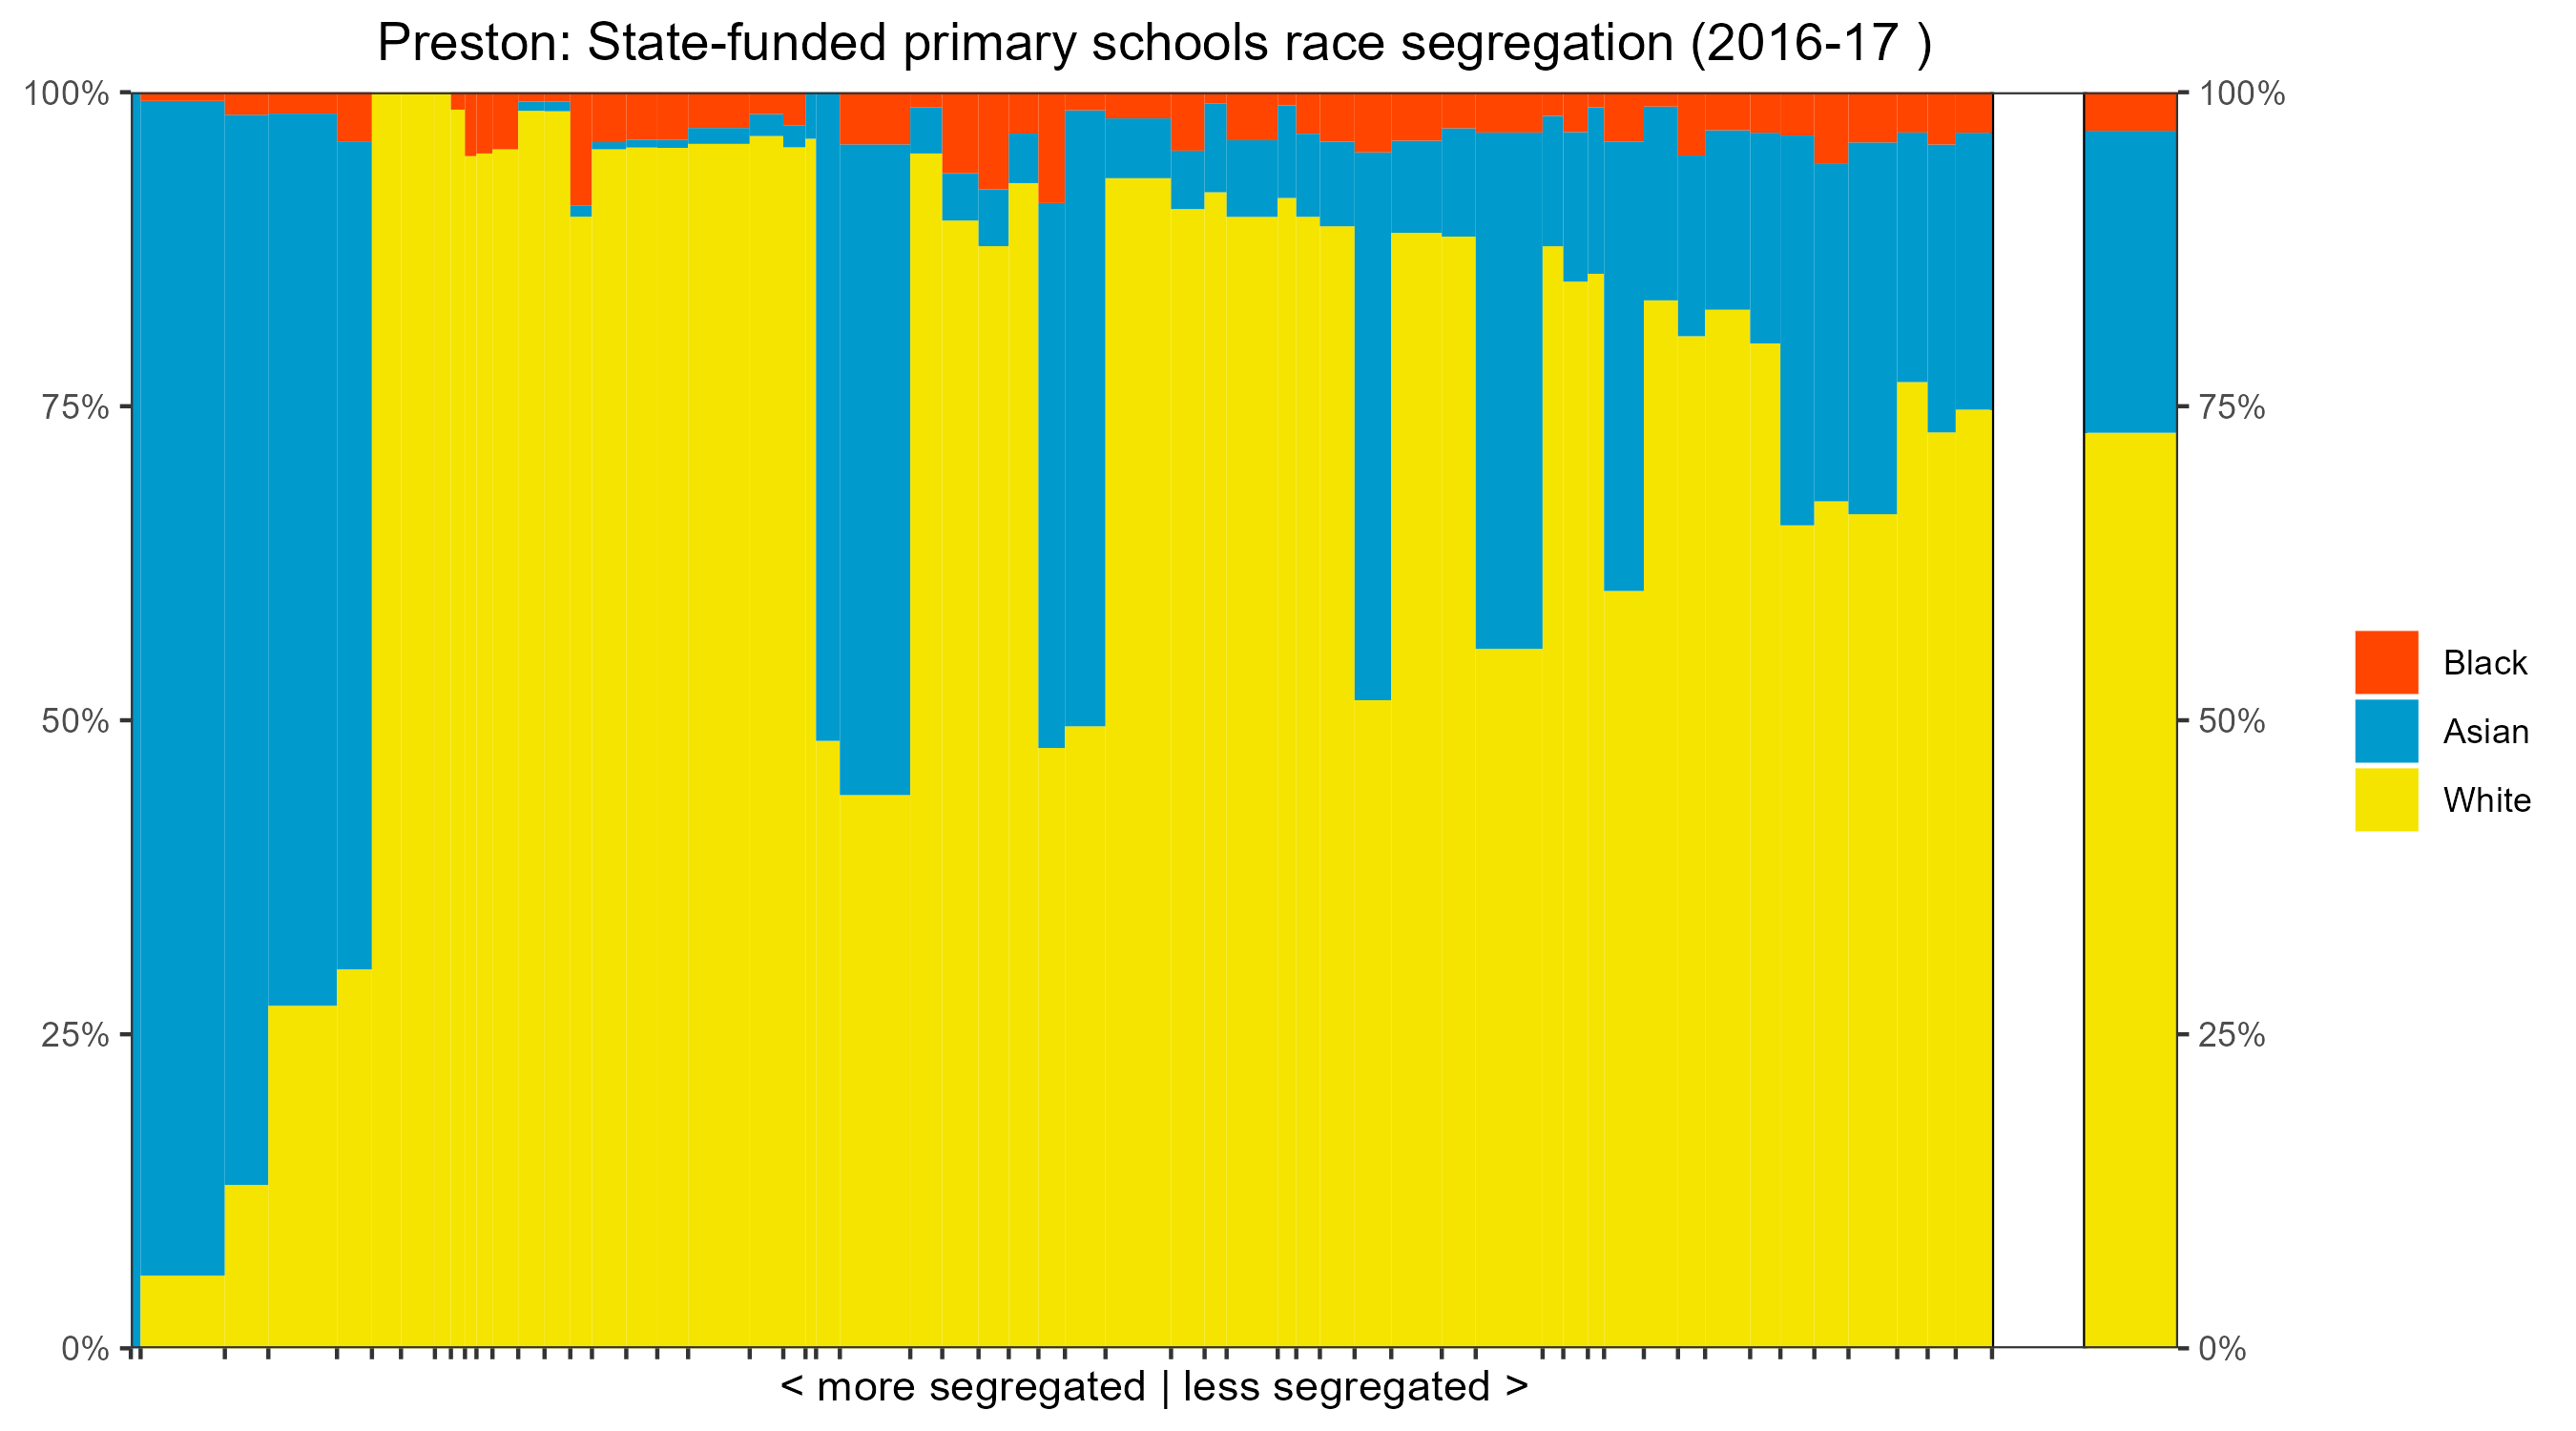 Preston: State-funded primary schools race segregation (2016-17 )
100%
75%
50%
25%
0%
100%
75%
50%
25%
0%
Black
Asian
White
< more segregated | less segregated >